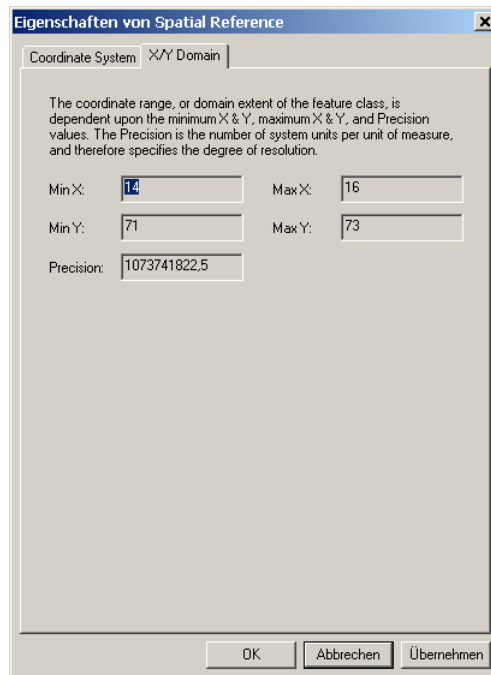 Eigenschaften von Spatial Reference
Coordinate System X/Y Domain
The coordinate range, or domain extent of the feature class, is
dependent upon the minimum X & Y, maximum X & Y, and Precision
values. The Precision is the number of system units per unit of measure,
and therefore specifies the degree of resolution.
Min X: 14 Max X: 16
Min Y: 71 Max Y: 73
Precision: 1073741822,5
OK Abbrechen Übernehmen